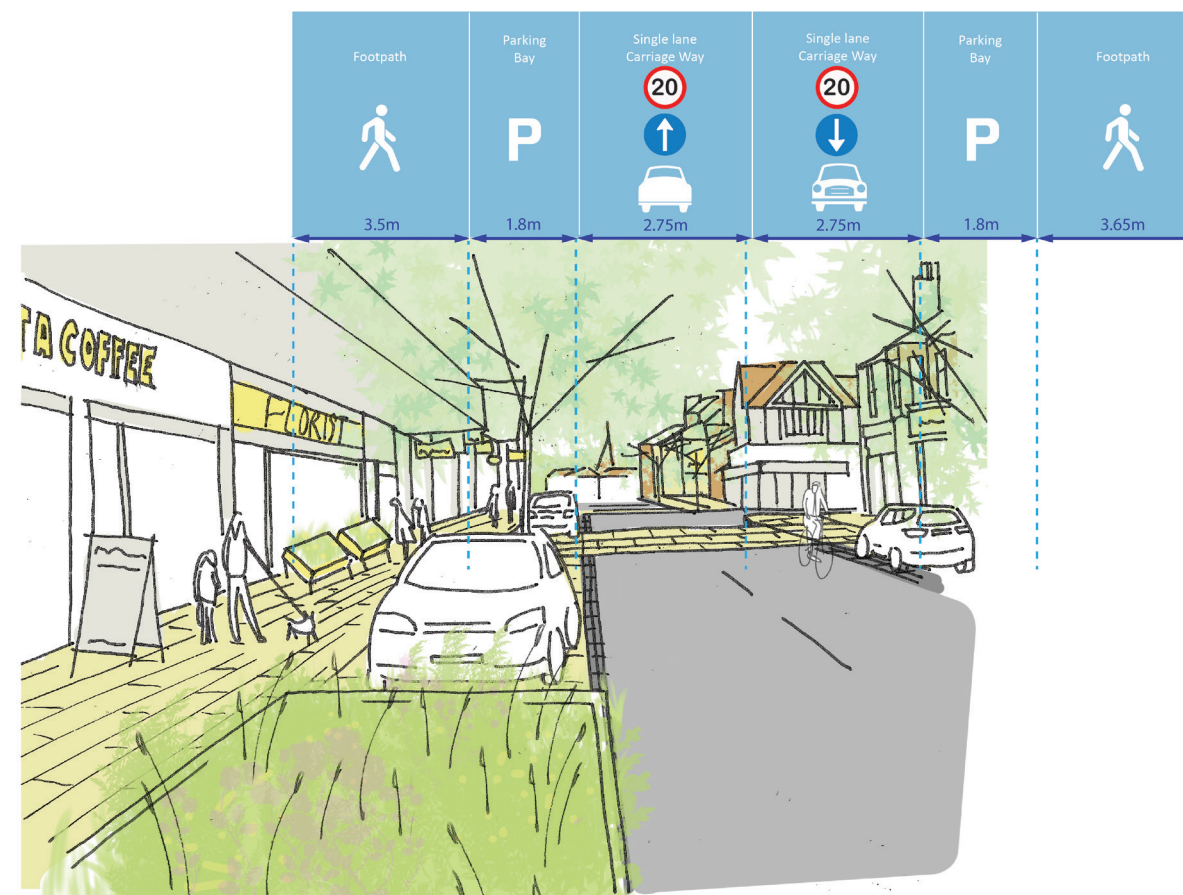 Footpath
Parking
Bay
Single lane
Carriage Way
Single lane
Carriage Way
Parking
Bay
Footpath
20
20
P
P
3.5m
1.8m
2.75m
2.75m
1.8m
3.65m
TA COFFEE
FLORIST